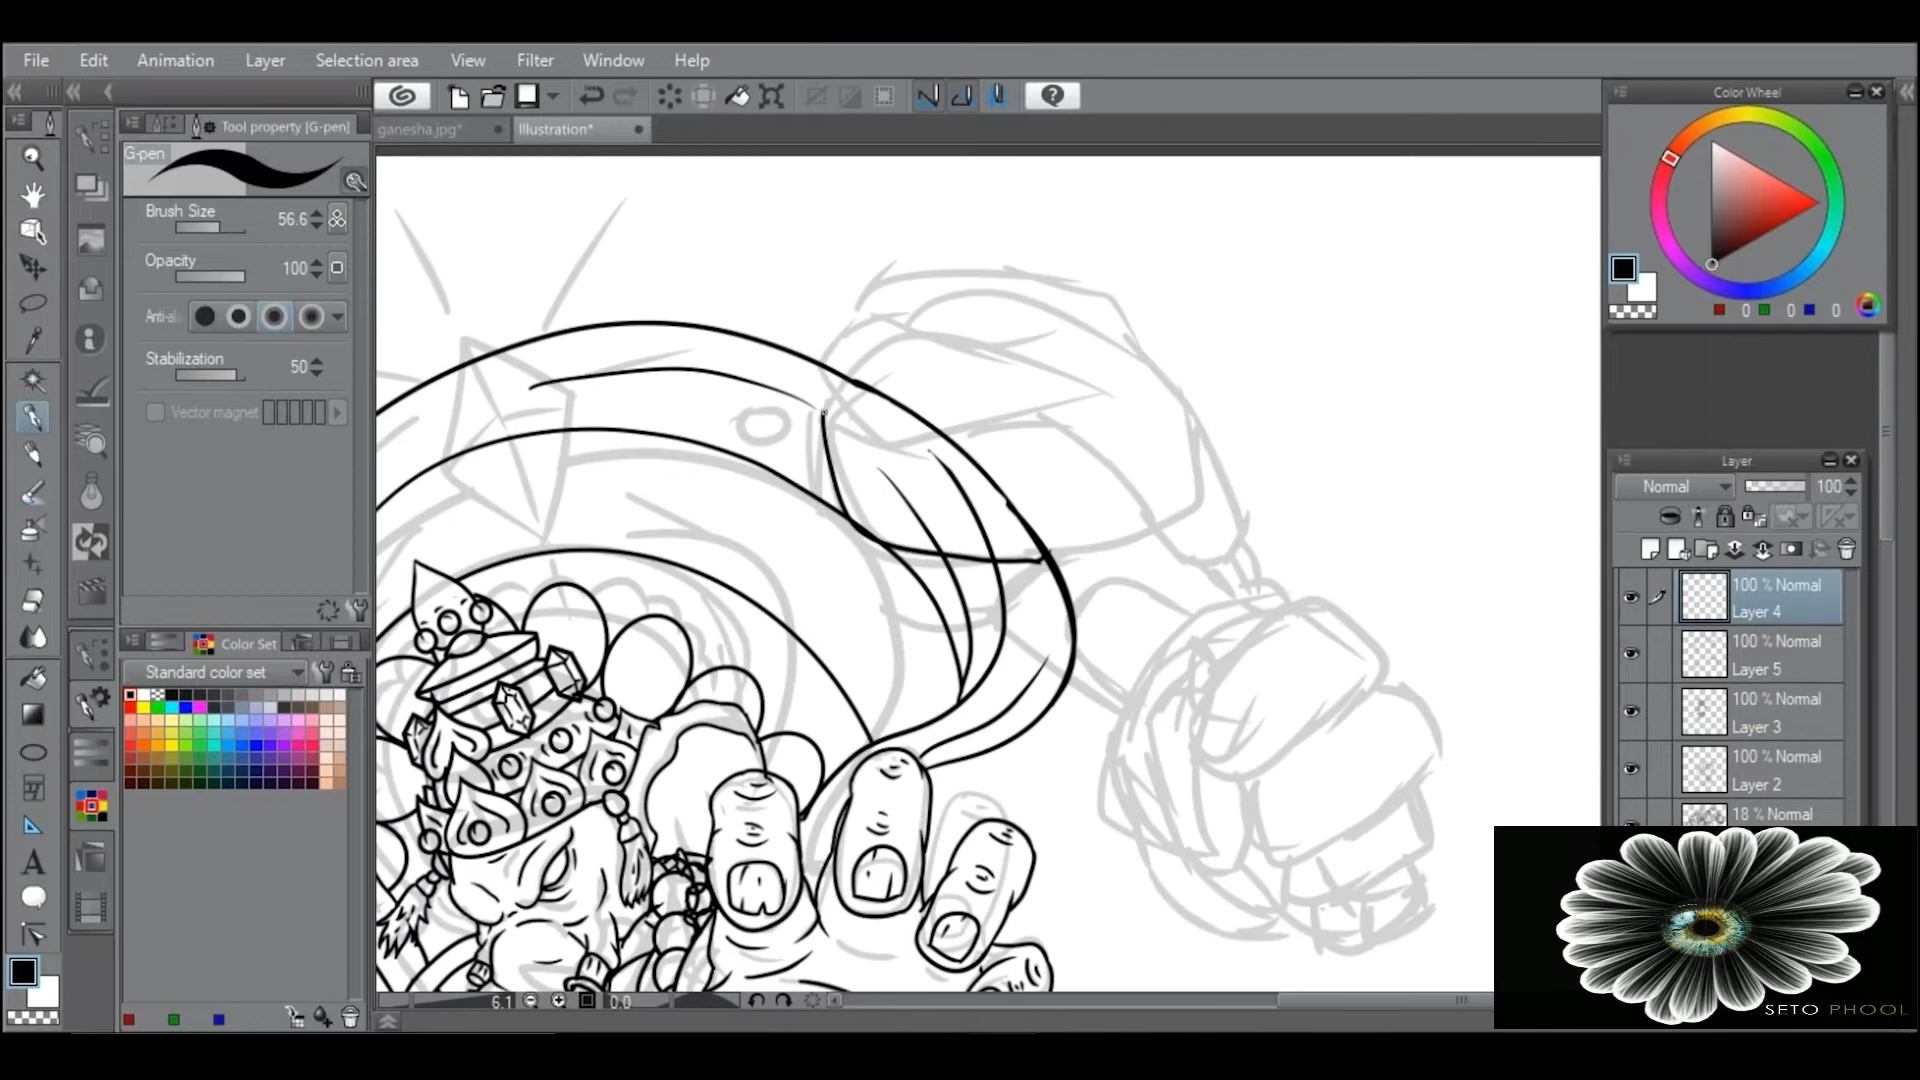 File Edit Animation Layer Selection area View Filter Window Help
Color Wheel
Tool property [G-pen]
ganesha.jpg*
Illustration*
G-pen
Brush Size 56.6
Opacity 100
Stabilization 50
Vector magnet
0 0 0
Layer
Normal 100
100 % Normal
Layer 4
100 % Normal
Layer 5
100 % Normal
Layer 3
100 % Normal
Layer 2
18 % Normal
Color Set
Standard color set
A
6.1 0.0
SETO PHOOL